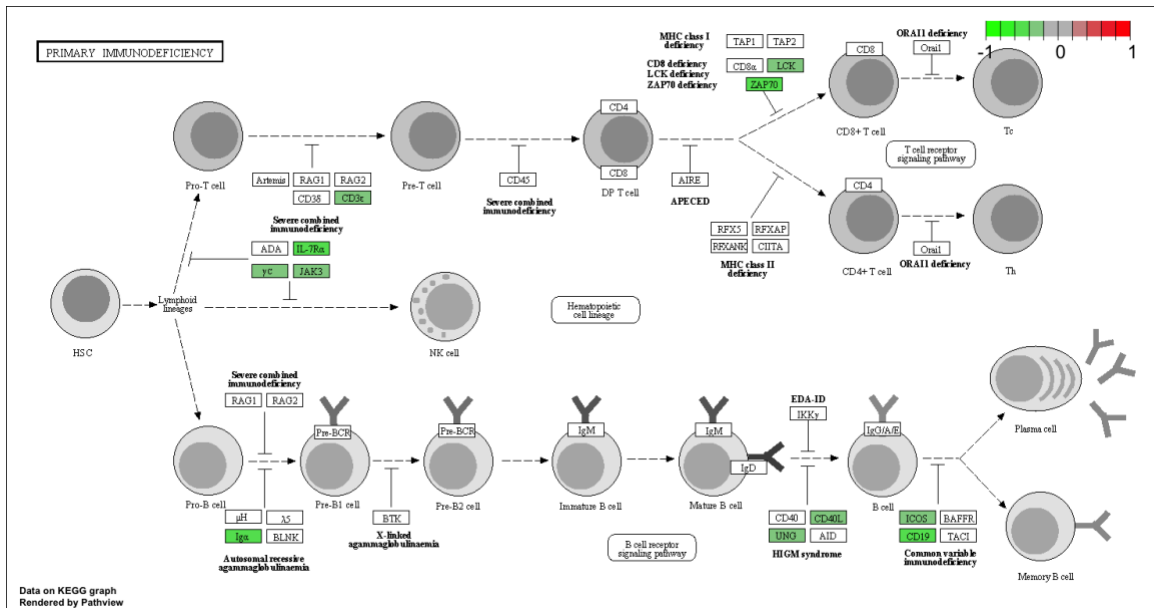 PRIMARY IMMUNODEFICIENCY
MHC class I
deficiency
TAP1 TAP2
CD8 deficiency
LCK deficiency
ZAP70 deficiency
CD8α LCK
ZAP70
CD8
CD8+ T cell
ORAI1 deficiency
Orai1
Tc
-1 0 1
Pro-T cell
Artemis RAG1 RAG2
CD38 CD3ε
Severe combined
immunodeficiency
Pre-T cell
CD45
Severe combined
immunodeficiency
CD4
CD8
DP T cell
AIRE
APECED
T cell receptor
signaling pathway
RFX5 RFXAP
RFXANK CIITA
MHC class II
deficiency
CD4
CD4+ T cell
Orai1
ORAI1 deficiency
Th
ADA IL-7Rα
γc JAK3
HSC
Lymphoid
lineages
NK cell
Hematopoietic
cell lineage
Severe combined
immunodeficiency
RAG1 RAG2
Pro-B cell
μH λ5
Igα BLNK
Autosomal recessive
agammaglobulinaemia
Pre-BCR
Pre-B1 cell
BTK
X-linked
agammaglobulinaemia
Pre-BCR
Pre-B2 cell
IgM
Immature B cell
IgM
IgD
Mature B cell
B cell receptor
signaling pathway
EDA-ID
IKKγ
CD40 CD40L
UNG AID
HIGM syndrome
IgG/A/E
B cell
ICOS BAFFR
CD19 TACI
Common variable
immunodeficiency
Plasma cell
Memory B cell
Data on KEGG graph
Rendered by Pathview